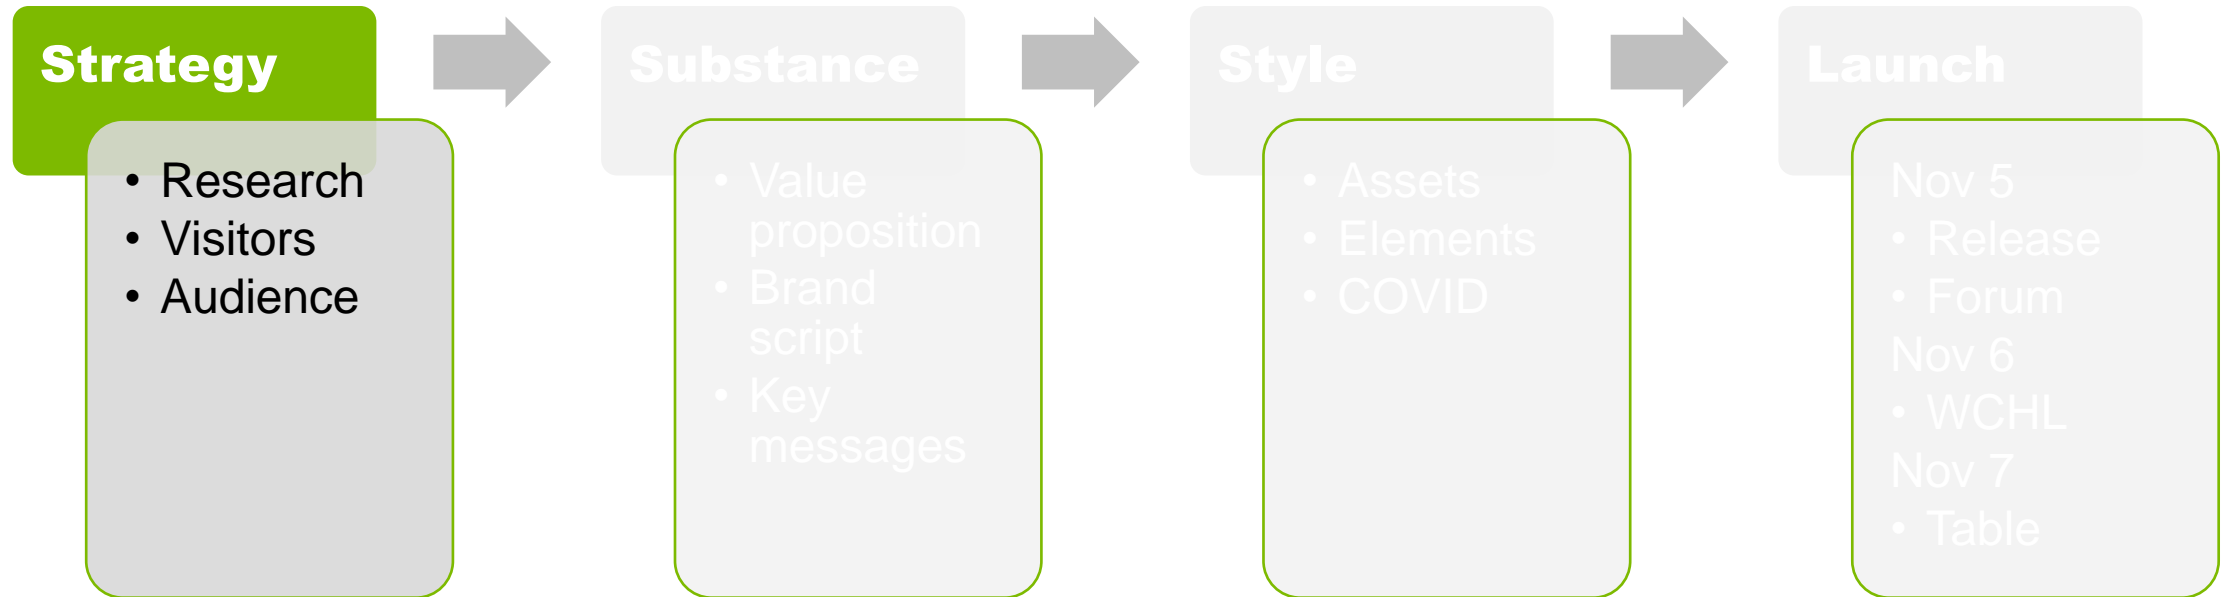 Strategy
• Research
• Visitors
• Audience
Substance
• Value
proposition
• Brand
script
• Key
messages
Style
• Assets
• Elements
• COVID
Launch
Nov 5
• Release
• Forum
Nov 6
• WCHL
Nov 7
• Table